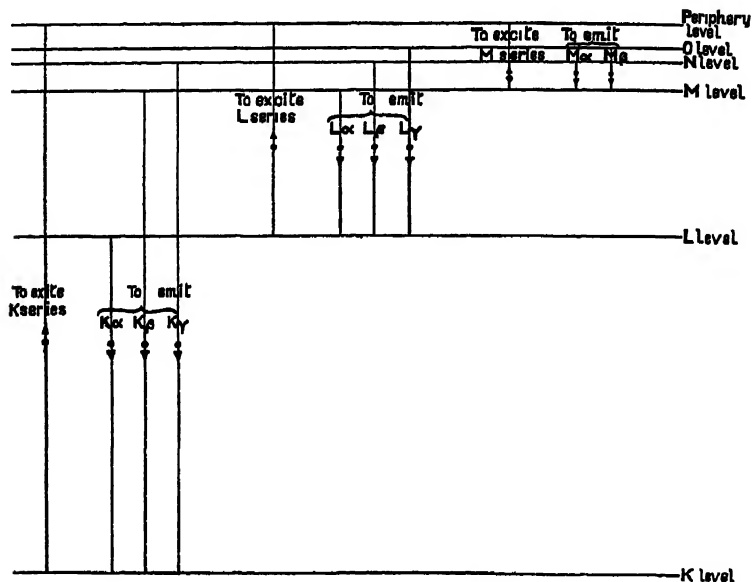 Periphery
level
O level
N level
M level
To excite
M series
To emit
Mα Mβ
To excite
L series
To emit
Lα Lβ Lγ
L level
To exite
K series
To emit
Kα Kβ Kγ
K level